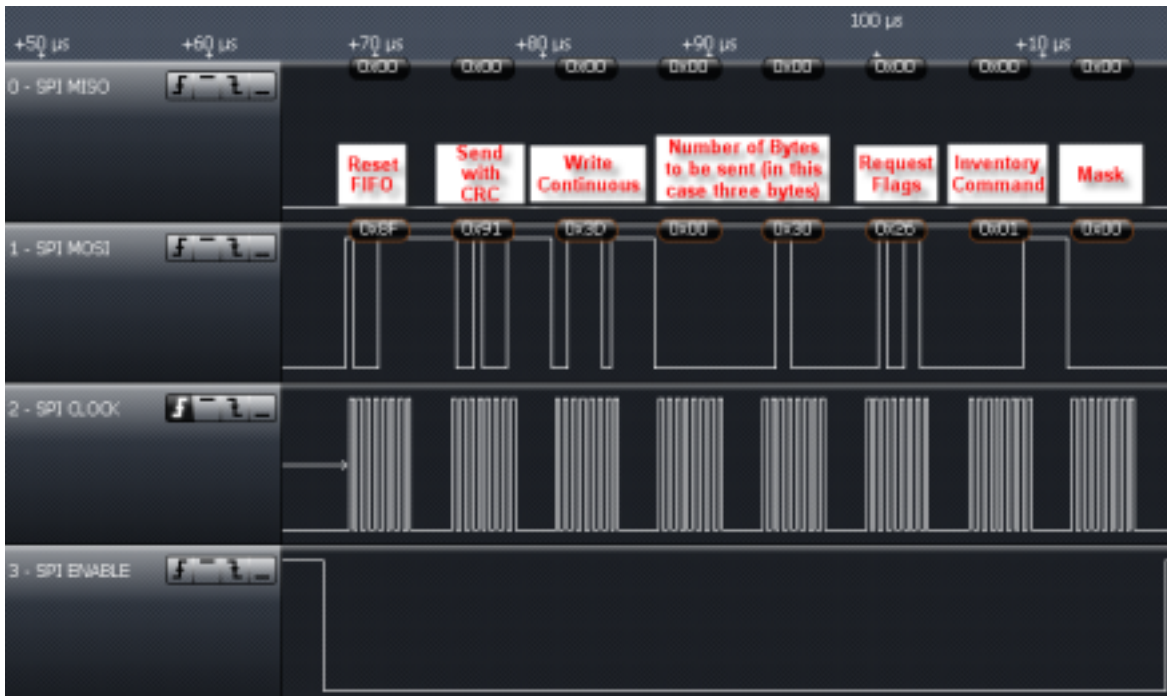 100 µs
+50 µs +60 µs +70 µs +80 µs +90 µs +10 µs
0x00 0x00 0x00 0x00 0x00 0x00 0x00 0x00
0 - SPI MISO
Reset
FIFO
Send
with
CRC
Write
Continuous
Number of Bytes
to be sent (in this
case three bytes)
Request
Flags
Inventory
Command
Mask
0x8F 0x91 0x3D 0x00 0x30 0x26 0x01 0x00
1 - SPI MOSI
2 - SPI CLOCK
3 - SPI ENABLE